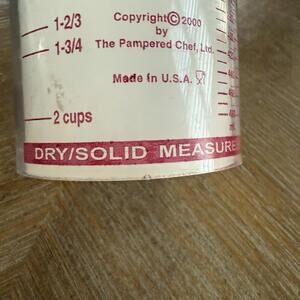 1-2/3
1-3/4
2 cups
Copyright©2000
by
The Pampered Chef, Ltd.
Made in U.S.A.
DRY/SOLID MEASURE